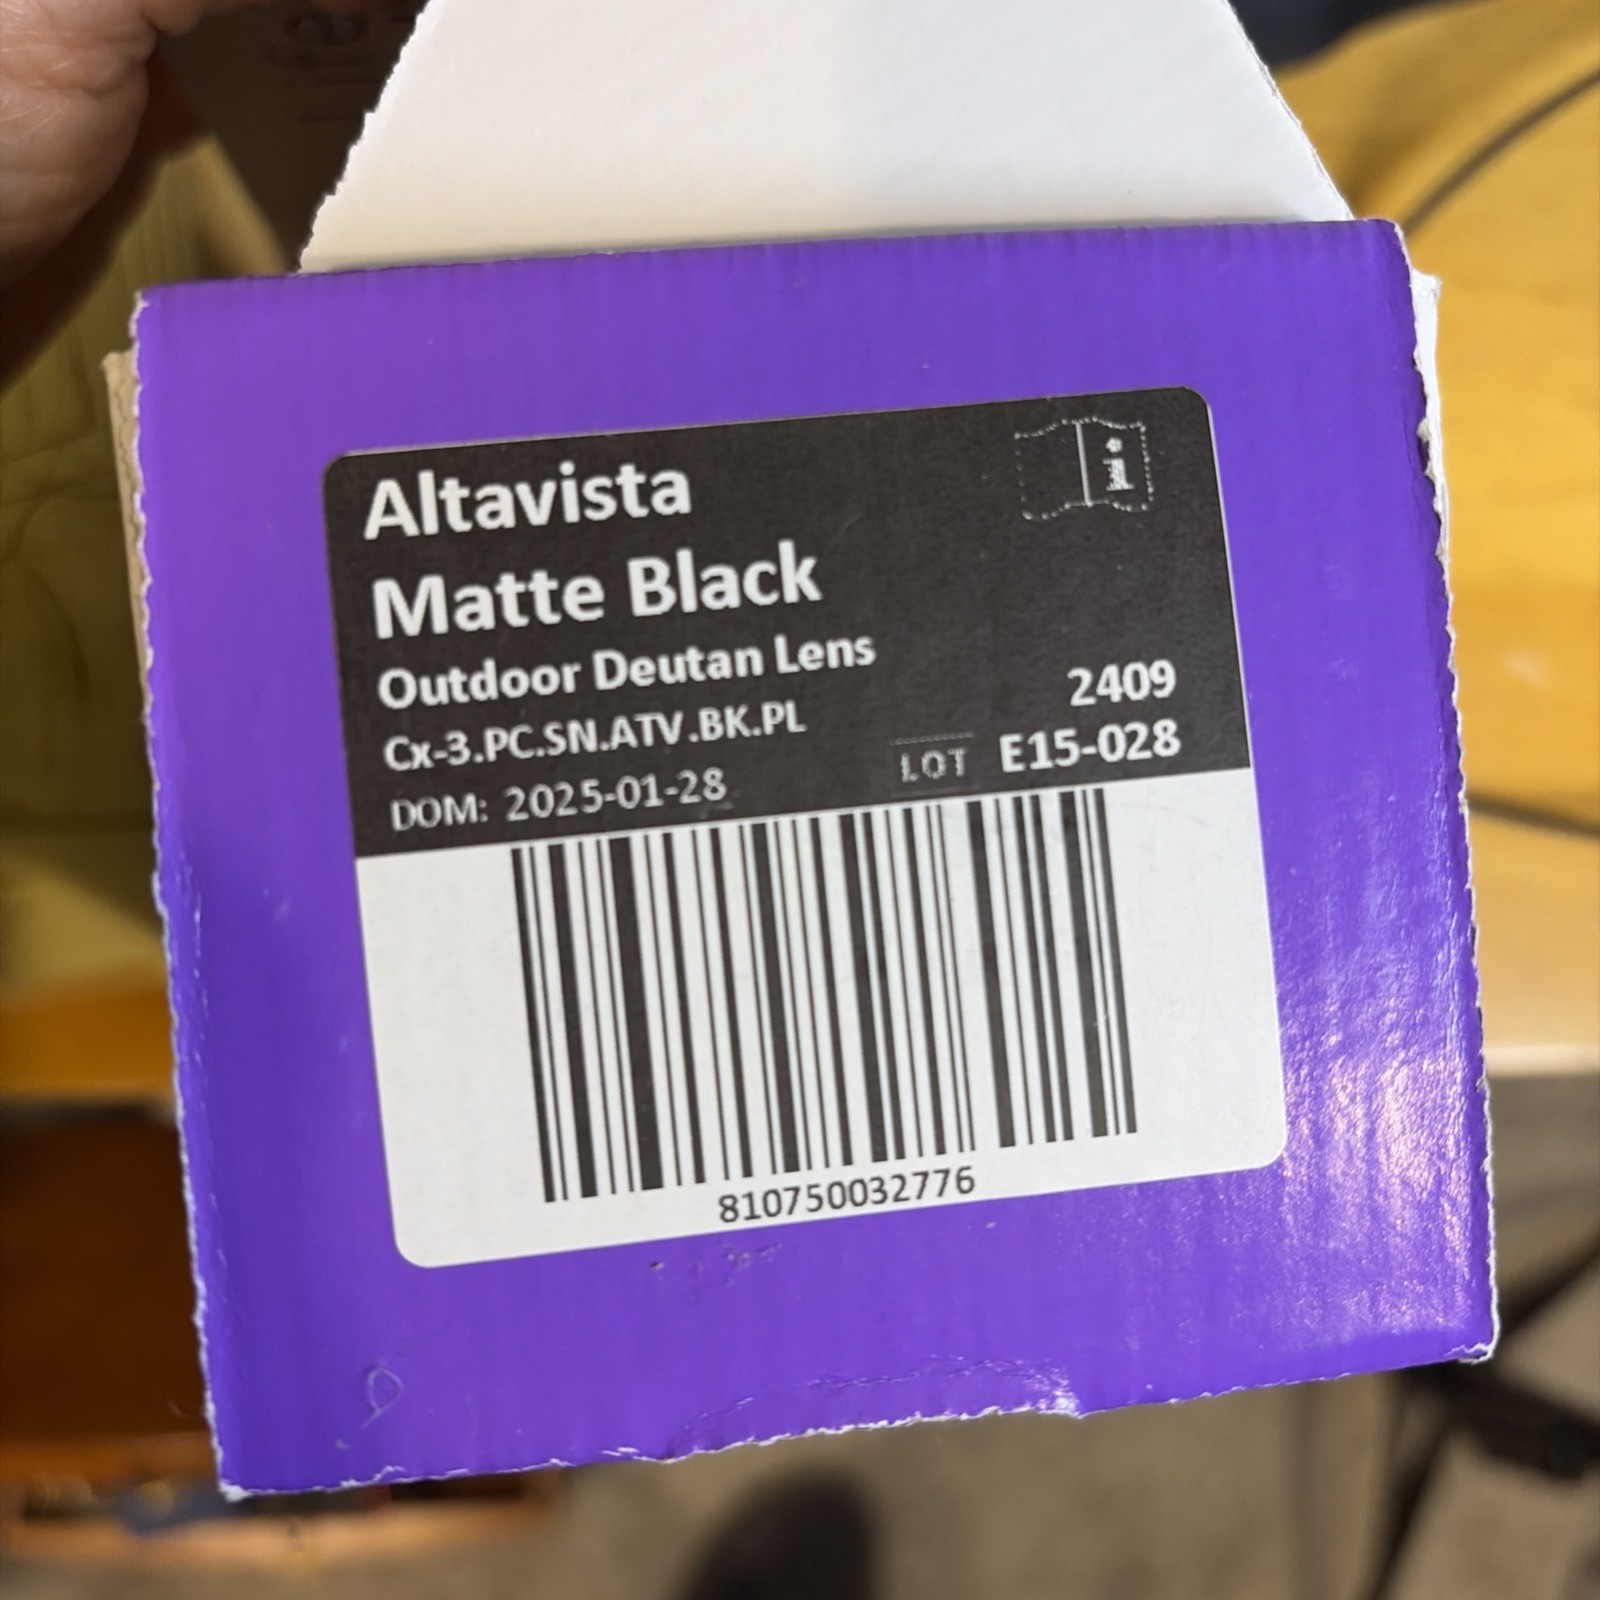 Altavista
Matte Black
Outdoor Deutan Lens
Cx-3.PC.SN.ATV.BK.PL
2409
DOM: 2025-01-28
LOT E15-028
810750032776
i